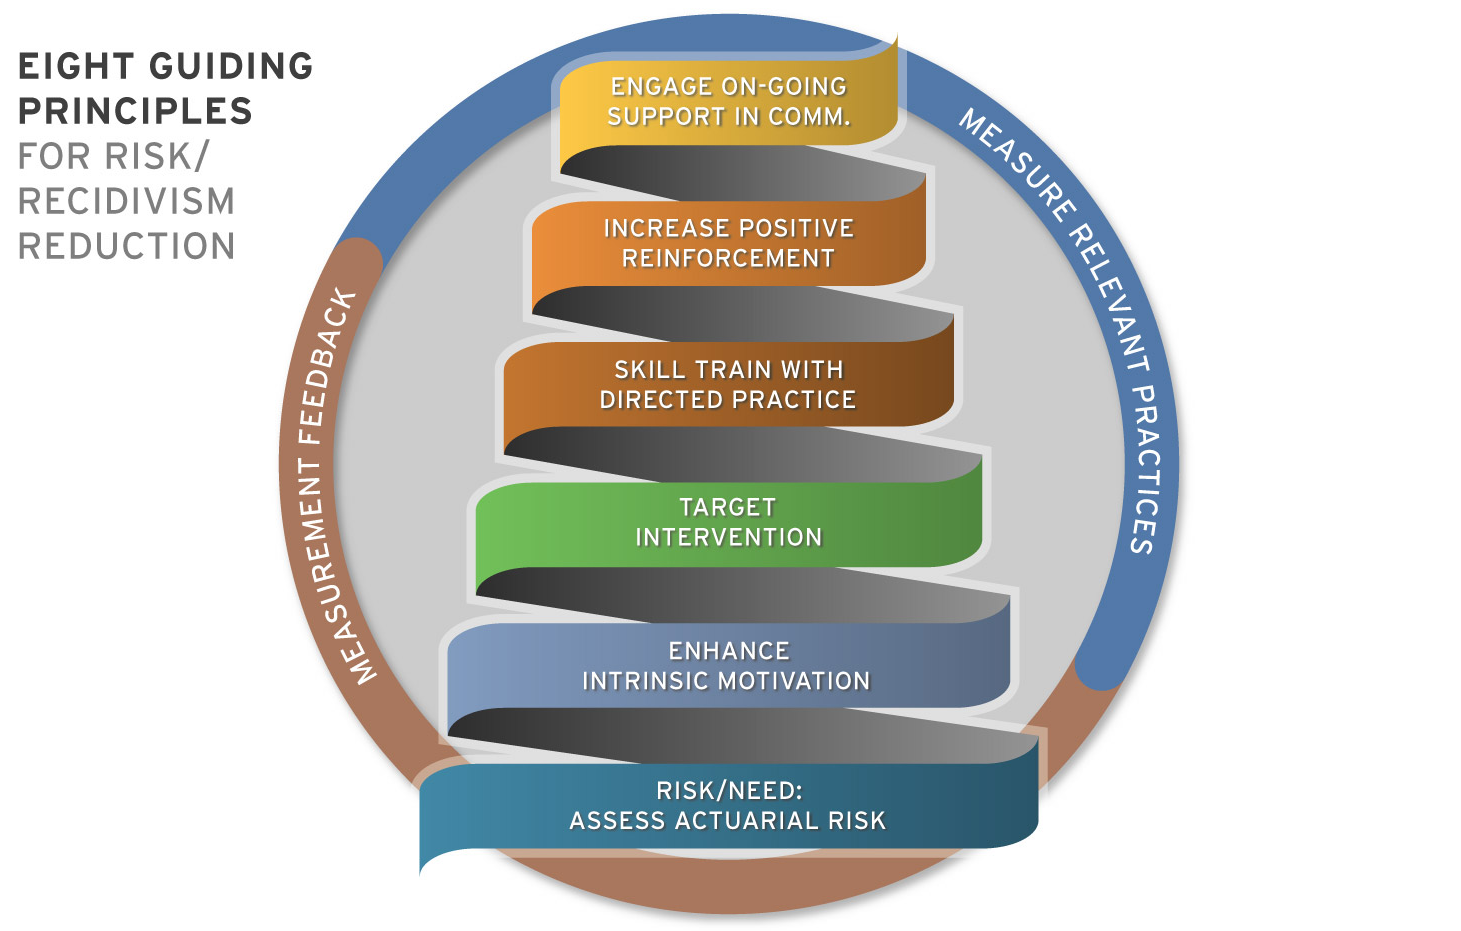 EIGHT GUIDING
PRINCIPLES
FOR RISK/
RECIDIVISM
REDUCTION
ENGAGE ON-GOING
SUPPORT IN COMM.
INCREASE POSITIVE
REINFORCEMENT
SKILL TRAIN WITH
DIRECTED PRACTICE
TARGET
INTERVENTION
ENHANCE
INTRINSIC MOTIVATION
RISK/NEED:
ASSESS ACTUARIAL RISK
MEASURE RELEVANT PRACTICES
MEASUREMENT FEEDBACK